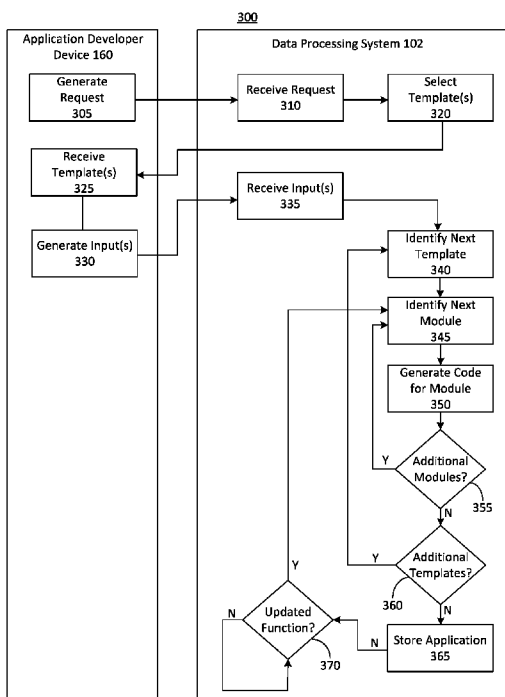 300
Application Developer
Device 160
Data Processing System 102
Generate
Request
305
Receive Request
310
Select
Template(s)
320
Receive
Template(s)
325
Receive Input(s)
335
Generate Input(s)
330
Identify Next
Template
340
Identify Next
Module
345
Generate Code
for Module
350
Y
Additional
Modules?
355
N
Y
Additional
Templates?
360
N
Y
N
Updated
Function?
370
N
Store Application
365